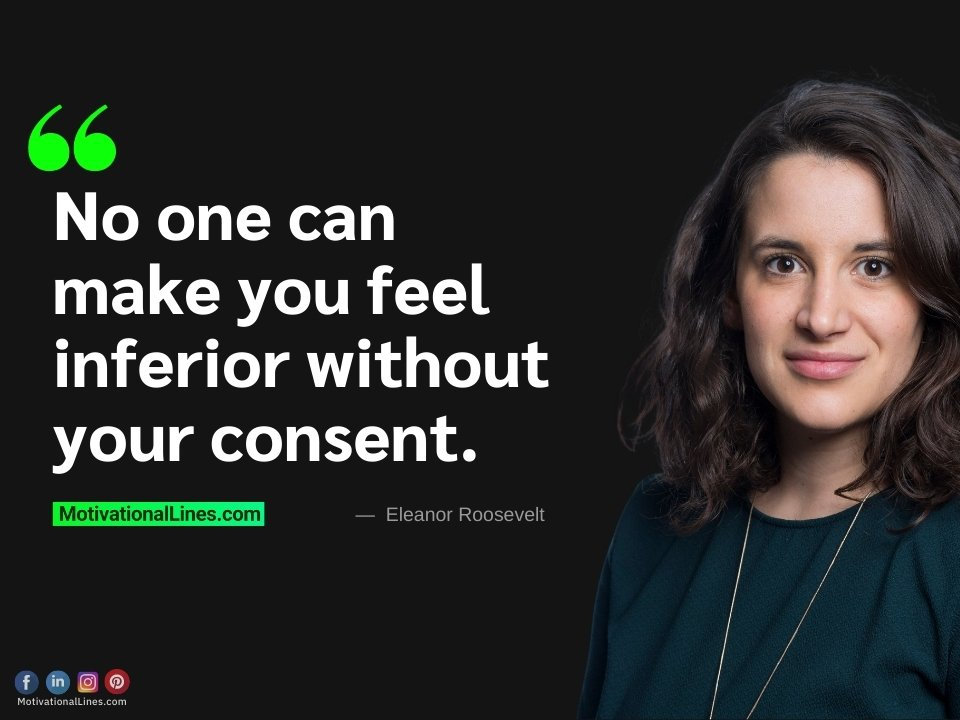 “
No one can
make you feel
inferior without
your consent.
MotivationalLines.com
— Eleanor Roosevelt
MotivationalLines.com